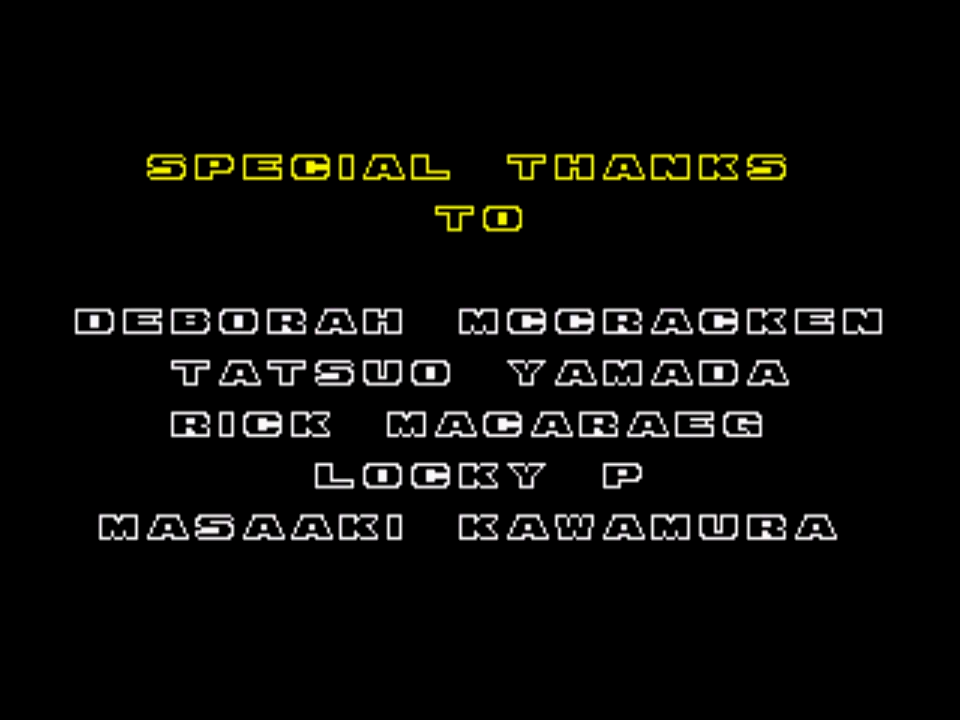 SPECIAL THANKS
TO
DEBORAH MCCRACKEN
TATSUO YAMADA
RICK MACARAEG
LOCKY P
MASAAKI KAWAMURA